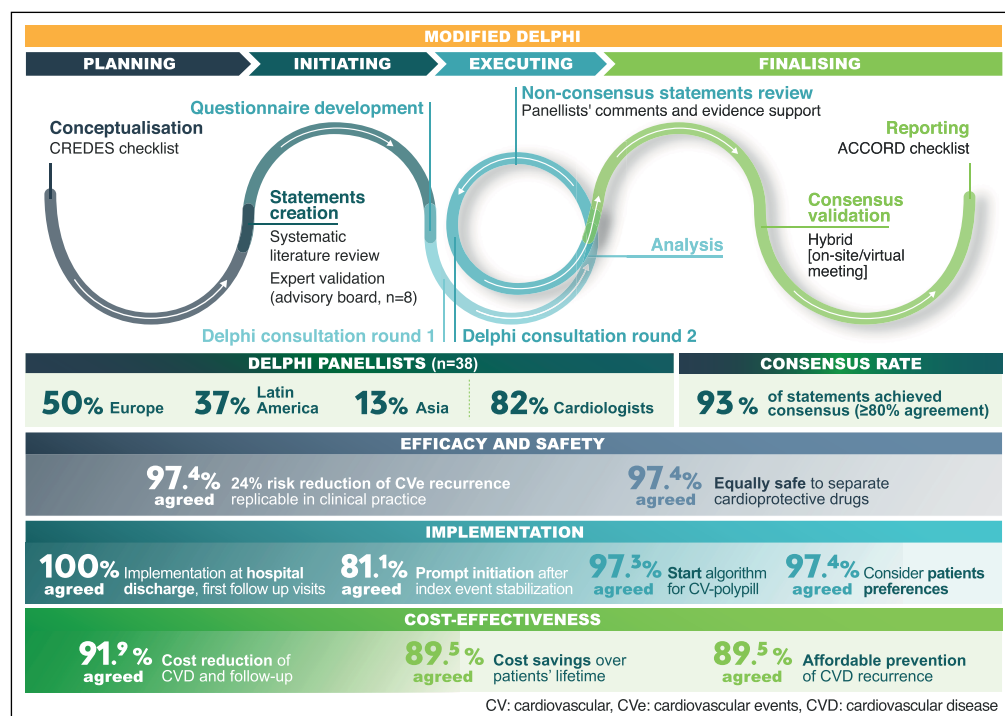 MODIFIED DELPHI
PLANNING
INITIATING
EXECUTING
FINALISING
Conceptualisation
CREDES checklist
Questionnaire development
Statements
creation
Systematic
literature review
Expert validation
(advisory board, n=8)
Delphi consultation round 1
Non-consensus statements review
Panellists' comments and evidence support
Delphi consultation round 2
Analysis
Consensus
validation
Hybrid
[on-site/virtual
meeting]
Reporting
ACCORD checklist
DELPHI PANELLISTS (n=38)
50% Europe
37% Latin
America
13% Asia
82% Cardiologists
CONSENSUS RATE
93% of statements achieved
consensus (≥80% agreement)
EFFICACY AND SAFETY
97.4%
agreed
24% risk reduction of CVe recurrence
replicable in clinical practice
97.4%
agreed
Equally safe to separate
cardioprotective drugs
IMPLEMENTATION
100%
agreed
Implementation at hospital
discharge, first follow up visits
81.1%
agreed
Prompt initiation after
index event stabilization
97.3%
agreed
Start algorithm
for CV-polypill
97.4%
agreed
Consider patients
preferences
COST-EFFECTIVENESS
91.9%
agreed
Cost reduction of
CVD and follow-up
89.5%
agreed
Cost savings over
patients' lifetime
89.5%
agreed
Affordable prevention
of CVD recurrence
CV: cardiovascular, CVe: cardiovascular events, CVD: cardiovascular disease